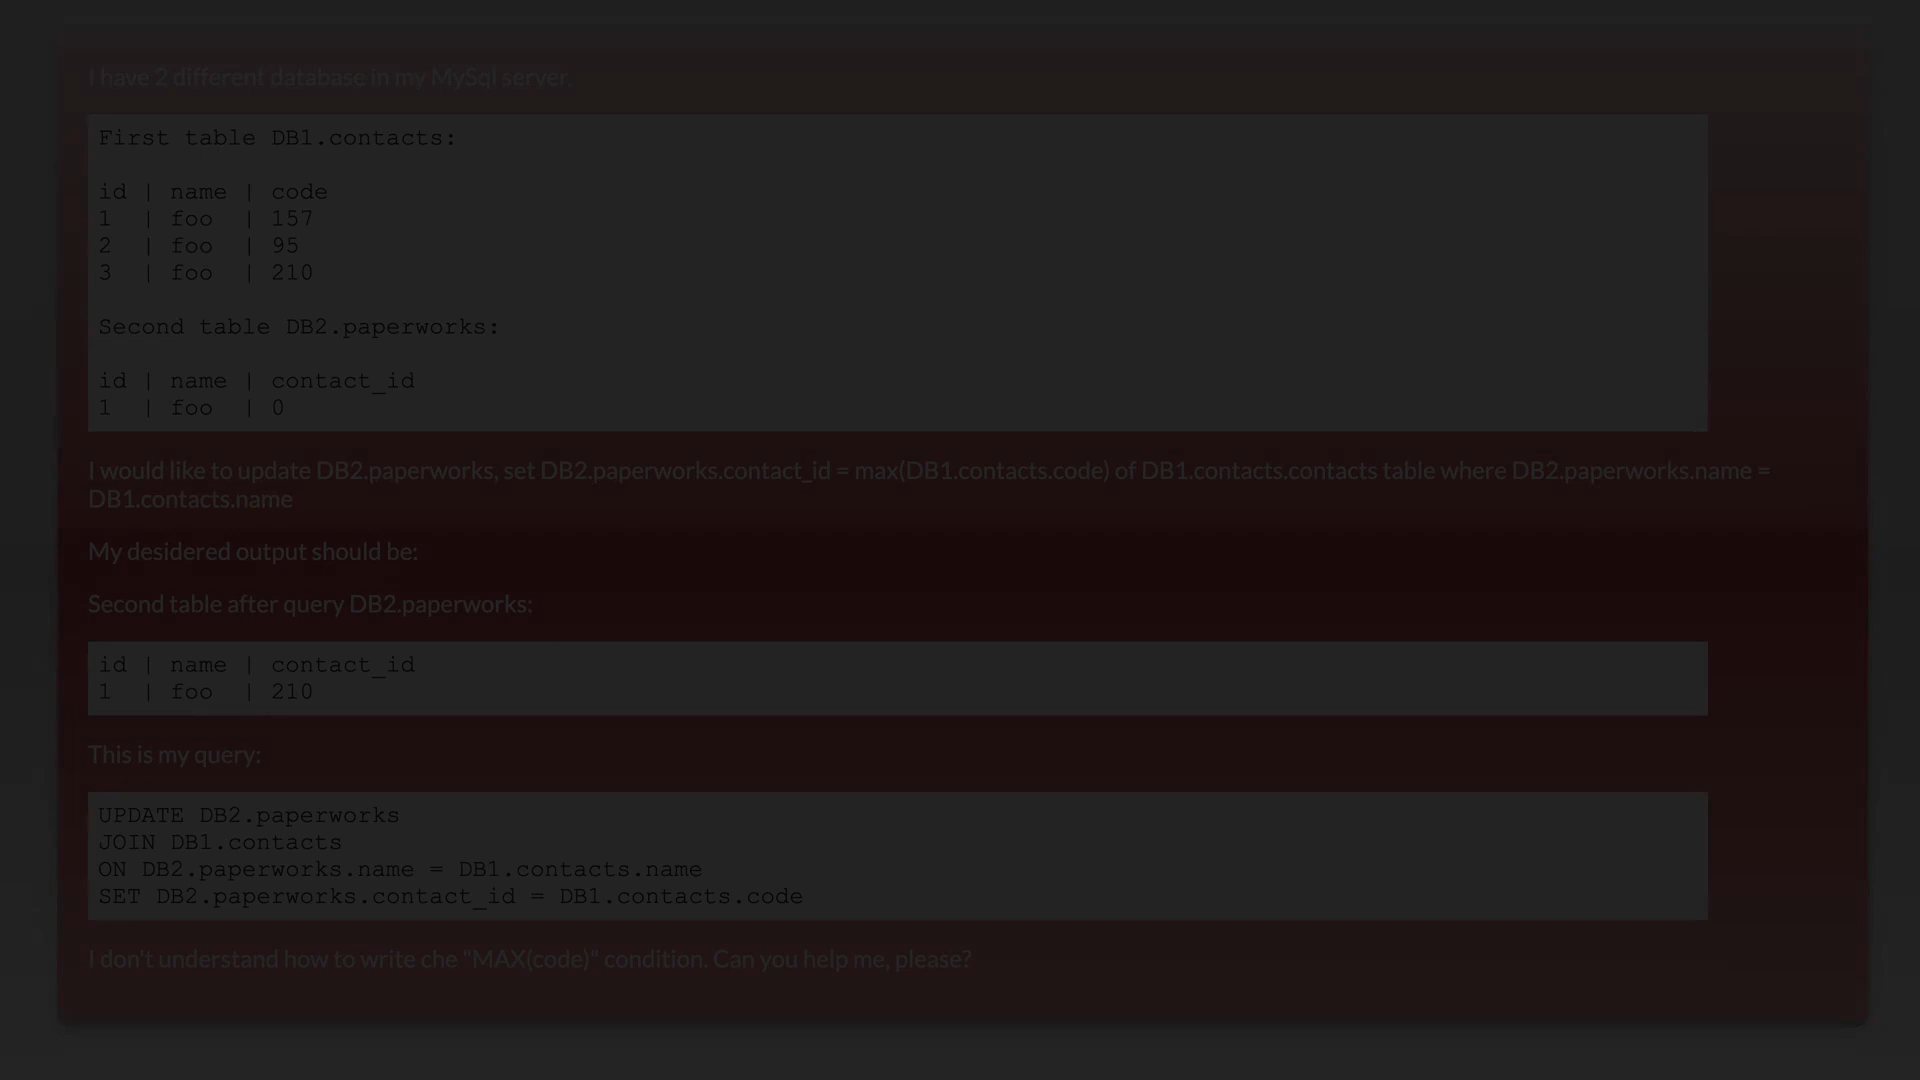 I have 2 different database in my MySql server.
First table DB1.contacts:
id | name | code
1 | foo | 157
2 | foo | 95
3 | foo | 210
Second table DB2.paperworks:
id | name | contact_id
1 | foo | 0
I would like to update DB2.paperworks, set DB2.paperworks.contact_id = max(DB1.contacts.code) of DB1.contacts.contacts table where DB2.paperworks.name =
DB1.contacts.name
My desidered output should be:
Second table after query DB2.paperworks:
id | name | contact_id
1 | foo | 210
This is my query:
UPDATE DB2.paperworks
JOIN DB1.contacts
ON DB2.paperworks.name = DB1.contacts.name
SET DB2.paperworks.contact_id = DB1.contacts.code
I don't understand how to write che "MAX(code)" condition. Can you help me, please?